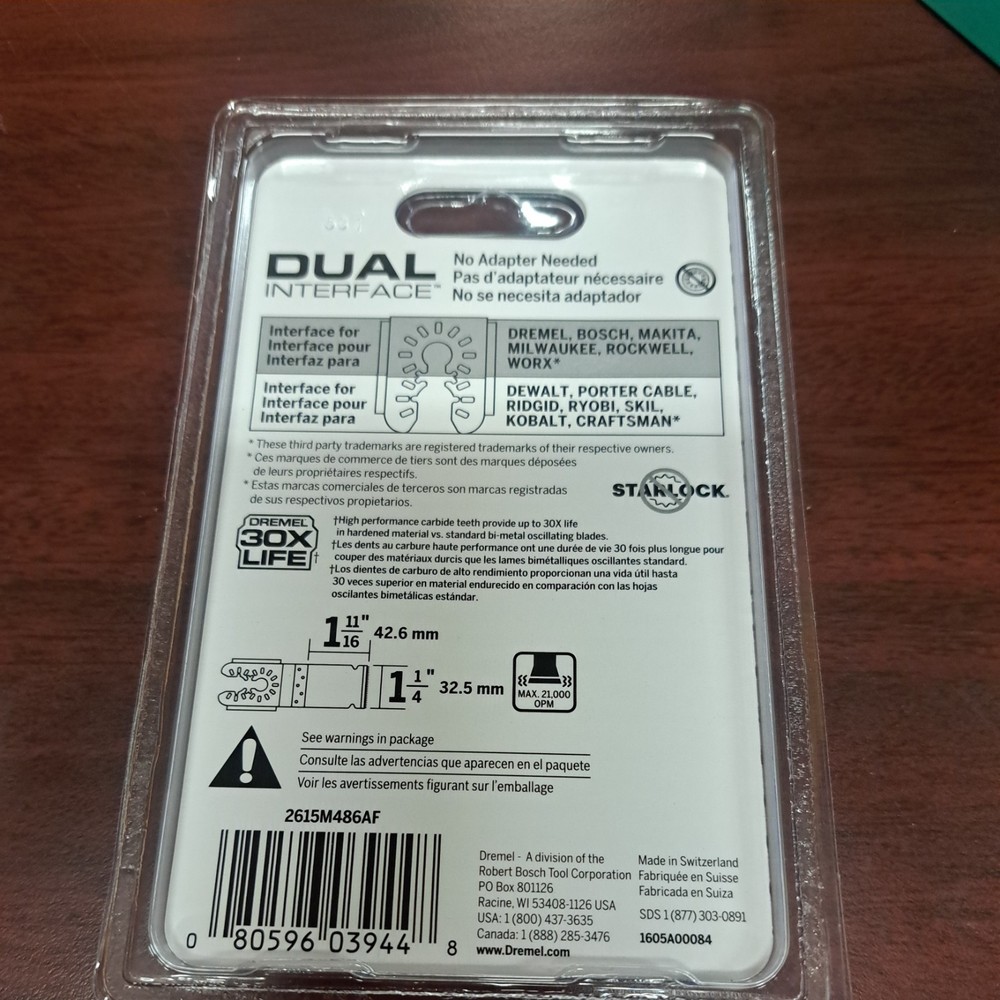 DUAL
INTERFACE™
No Adapter Needed
Pas d'adaptateur nécessaire
No se necesita adaptador
Interface for
Interface pour
Interfaz para
DREMEL, BOSCH, MAKITA,
MILWAUKEE, ROCKWELL,
WORX*
Interface for
Interface pour
Interfaz para
DEWALT, PORTER CABLE,
RIDGID, RYOBI, SKIL,
KOBALT, CRAFTSMAN*
* These third party trademarks are registered trademarks of their respective owners.
* Ces marques de commerce de tiers sont des marques déposées
de leurs propriétaires respectifs.
* Estas marcas comerciales de terceros son marcas registradas
de sus respectivos propietarios.
STARLOCK.
DREMEL
30X
LIFE†
†High performance carbide teeth provide up to 30X life
in hardened material vs. standard bi-metal oscillating blades.
†Les dents au carbure haute performance ont une durée de vie 30 fois plus longue pour
couper des matériaux durcis que les lames bimétalliques oscillantes standard.
†Los dientes de carburo de alto rendimiento proporcionan una vida útil hasta
30 veces superior en material endurecido en comparación con las hojas
oscilantes bimetálicas estándar.
1 11/16" 42.6 mm
1 1/4" 32.5 mm
MAX. 21,000
OPM
See warnings in package
Consulte las advertencias que aparecen en el paquete
Voir les avertissements figurant sur l'emballage
2615M486AF
0 80596 03944 8
Dremel - A division of the
Robert Bosch Tool Corporation
PO Box 801126
Racine, WI 53408-1126 USA
USA: 1 (800) 437-3635
Canada: 1 (888) 285-3476
www.Dremel.com
Made in Switzerland
Fabriquée en Suisse
Fabricada en Suiza
SDS 1 (877) 303-0891
1605A00084